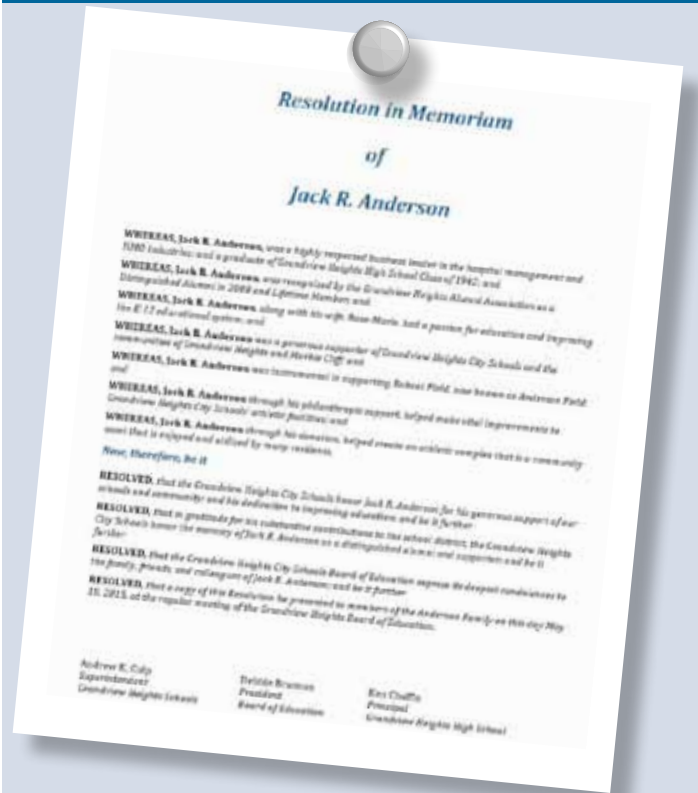 Resolution in Memorium
of
Jack R. Anderson
WHEREAS, Jack R. Anderson, was a highly respected business leader in the hospital management and
Industries; and a graduate of Grandview Heights High School Class of 1942; and
WHEREAS, Jack R. Anderson, was recognized by the Grandview Heights Alumni Association as a
Distinguished Alumni in 2008 and Lifetime Member; and
WHEREAS, Jack R. Anderson, along with his wife, Rose-Marie, had a passion for education and improving
the K-12 educational system; and
WHEREAS, Jack R. Anderson was a generous supporter of Grandview Heights City Schools and the
communities of Grandview Heights and Marble Cliff; and
WHEREAS, Jack R. Anderson was instrumental in supporting Bobcat Field, now known as Anderson Field;
and
WHEREAS, Jack R. Anderson through his philanthropic support, helped make vital improvements to
Grandview Heights City Schools' athletic facilities; and
WHEREAS, Jack R. Anderson through his donation, helped create an athletic complex that is a community
asset that is enjoyed and utilized by many residents.
Now, therefore, be it
RESOLVED, that the Grandview Heights City Schools honor Jack R. Anderson for his generous support of our
schools and community; and his dedication to improving education; and be it further
RESOLVED, that in gratitude for his substantive contributions to the school district, the Grandview Heights
City Schools honor the memory of Jack R. Anderson as a distinguished alumni and supporter; and be it
further
RESOLVED, that the Grandview Heights City Schools Board of Education express its deepest condolences to
the family, friends, and colleagues of Jack R. Anderson; and be it further
RESOLVED, that a copy of this Resolution be presented to members of the Anderson Family on this day May
2015, at the regular meeting of the Grandview Heights Board of Education.
Andrew K. Culp
Superintendent
Grandview Heights Schools
President
Board of Education
Ken Chaffin
Principal
Grandview Heights High School